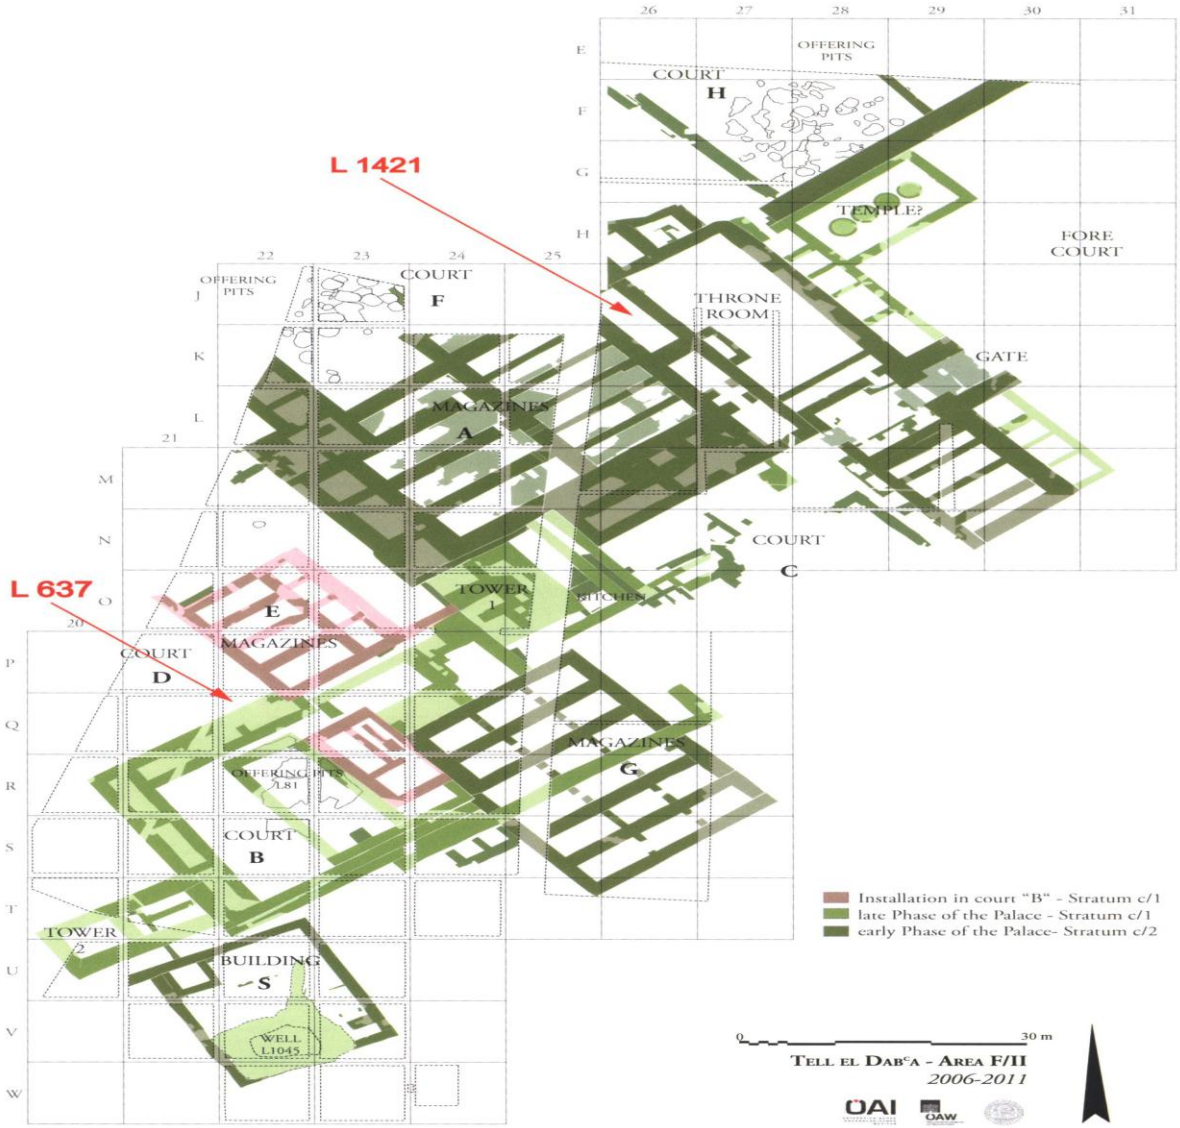 26 27 28 29 30 31
E
OFFERING
PITS
COURT
H
F
L 1421
G
TEMPLE?
H
FORE
COURT
22 23 24 25
OFFERING
PITS
COURT
F
J
THRONE
ROOM
K
GATE
MAGAZINES
A
L
21
M
N
COURT
C
L 637
TOWER
1
KITCHEN
O
E
20
MAGAZINES
P
COURT
D
Q
MAGAZINES
G
OFFERING PITS
L81
R
COURT
B
S
T
Installation in court "B" - Stratum c/1
late Phase of the Palace - Stratum c/1
early Phase of the Palace- Stratum c/2
TOWER
2
BUILDING
S
U
V
WELL
L1045
0 30 m
TELL EL DABᶜA - AREA F/II
2006-2011
W
ÖAI
ÖAW